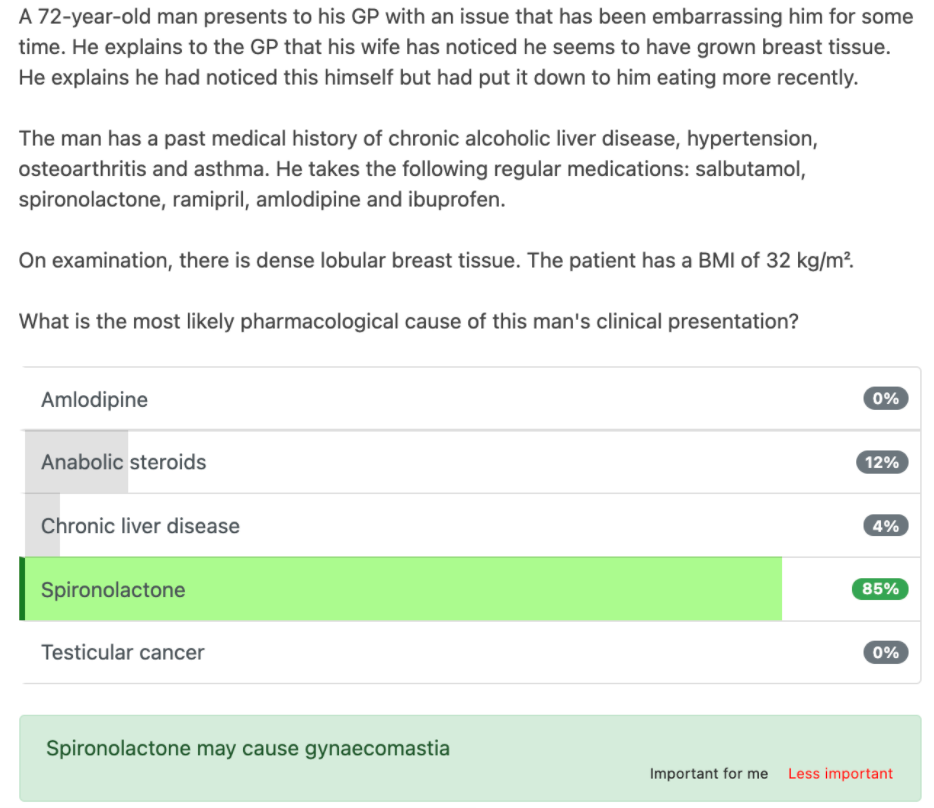 A 72-year-old man presents to his GP with an issue that has been embarrassing him for some
time. He explains to the GP that his wife has noticed he seems to have grown breast tissue.
He explains he had noticed this himself but had put it down to him eating more recently.
The man has a past medical history of chronic alcoholic liver disease, hypertension,
osteoarthritis and asthma. He takes the following regular medications: salbutamol,
spironolactone, ramipril, amlodipine and ibuprofen.
On examination, there is dense lobular breast tissue. The patient has a BMI of 32 kg/m².
What is the most likely pharmacological cause of this man's clinical presentation?
Amlodipine 0%
Anabolic steroids 12%
Chronic liver disease 4%
Spironolactone 85%
Testicular cancer 0%
Spironolactone may cause gynaecomastia
Important for me Less important